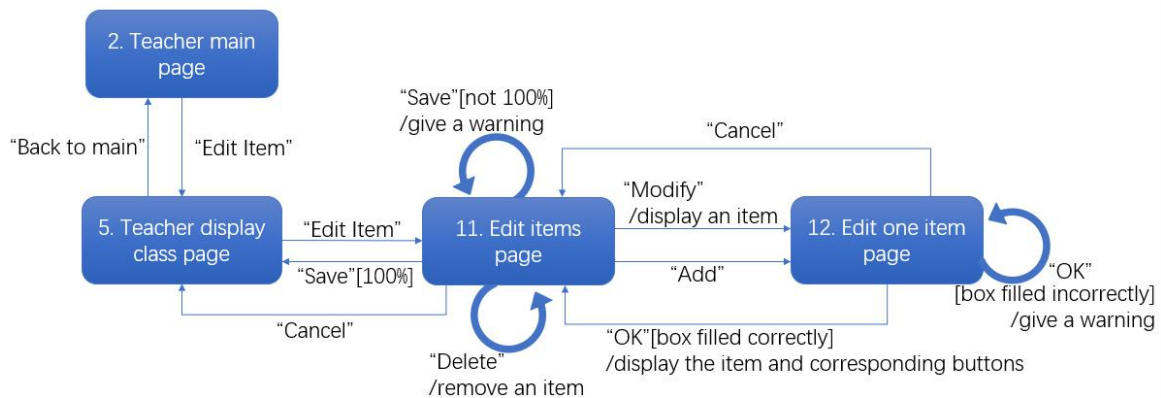 2. Teacher main
page
“Save”[not 100%]
/give a warning
“Cancel”
“Back to main”
“Edit Item”
“Modify”
/display an item
5. Teacher display
class page
“Edit Item”
11. Edit items
page
12. Edit one item
page
“Save”[100%]
“Add”
“OK”
[box filled incorrectly]
/give a warning
“Cancel”
“OK”[box filled correctly]
/display the item and corresponding buttons
“Delete”
/remove an item